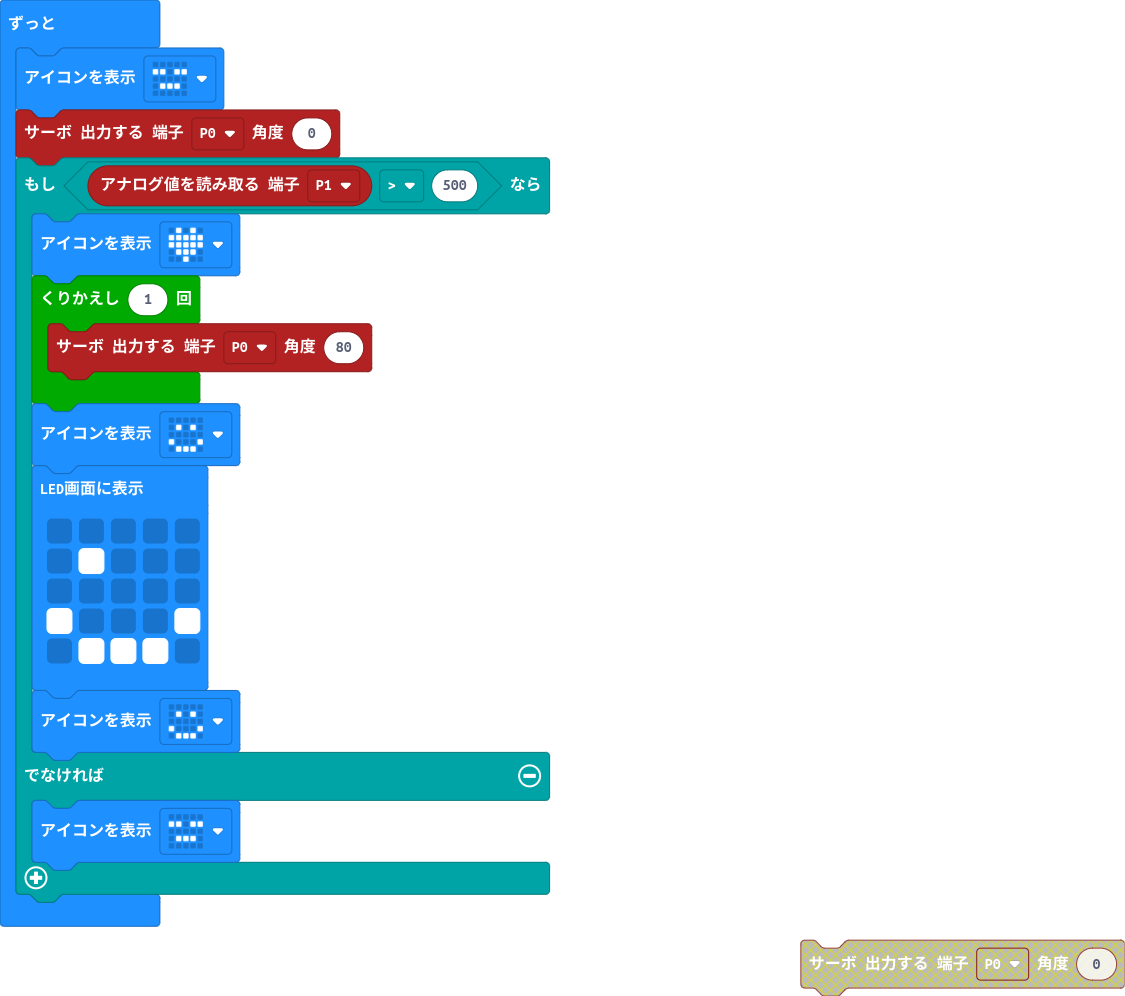 ずっと
アイコンを表示
サーボ 出力する 端子 P0 角度 0
もし アナログ値を読み取る 端子 P1 > 500 なら
アイコンを表示
くりかえし 1 回
サーボ 出力する 端子 P0 角度 80
アイコンを表示
LED画面に表示
アイコンを表示
でなければ
アイコンを表示
サーボ 出力する 端子 P0 角度 0